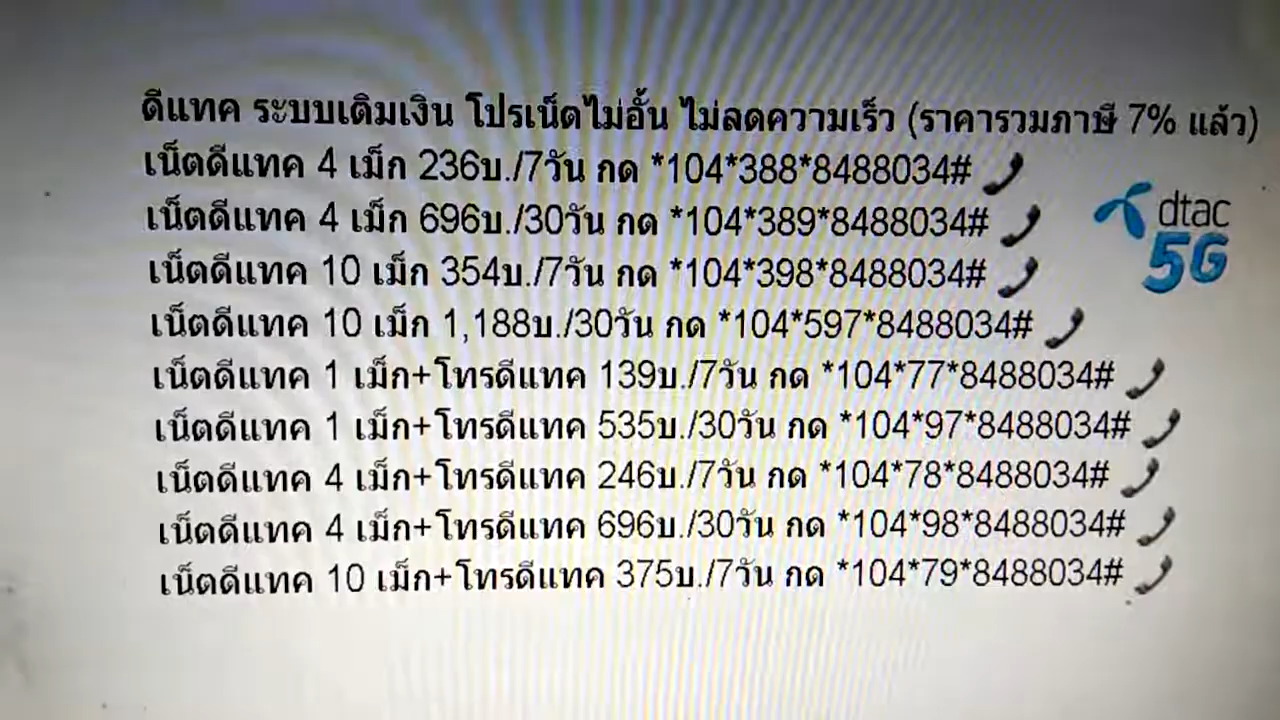 ดีแทค ระบบเติมเงิน โปรเน็ตไม่อั้น ไม่ลดความเร็ว (ราคารวมภาษี 7% แล้ว)
เน็ตดีแทค 4 เม็ก 236บ./7วัน กด *104*388*8488034#
เน็ตดีแทค 4 เม็ก 696บ./30วัน กด *104*389*8488034#
เน็ตดีแทค 10 เม็ก 354บ./7วัน กด *104*398*8488034#
เน็ตดีแทค 10 เม็ก 1,188บ./30วัน กด *104*597*8488034#
เน็ตดีแทค 1 เม็ก+โทรดีแทค 139บ./7วัน กด *104*77*8488034#
เน็ตดีแทค 1 เม็ก+โทรดีแทค 535บ./30วัน กด *104*97*8488034#
เน็ตดีแทค 4 เม็ก+โทรดีแทค 246บ./7วัน กด *104*78*8488034#
เน็ตดีแทค 4 เม็ก+โทรดีแทค 696บ./30วัน กด *104*98*8488034#
เน็ตดีแทค 10 เม็ก+โทรดีแทค 375บ./7วัน กด *104*79*8488034#
dtac
5G